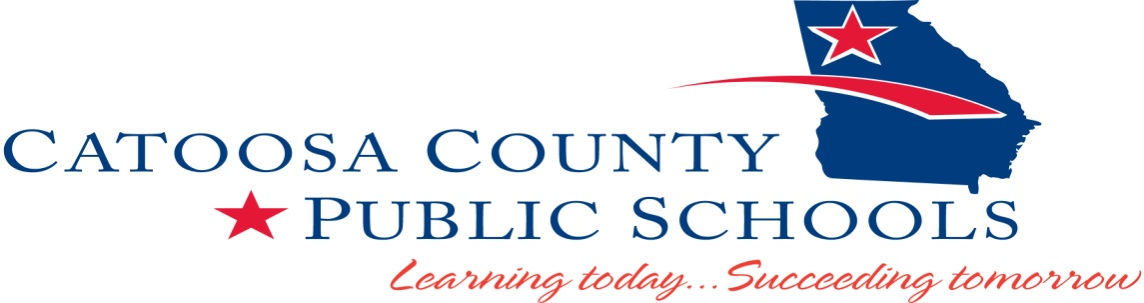 CATOOSA COUNTY
PUBLIC SCHOOLS
Learning today... Succeeding tomorrow